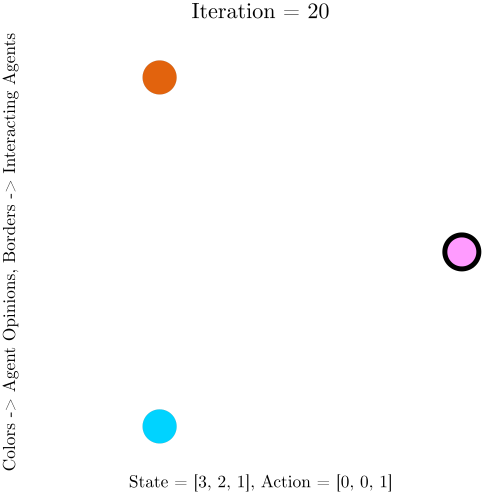 Iteration = 20
Colors -> Agent Opinions, Borders -> Interacting Agents
State = [3, 2, 1], Action = [0, 0, 1]